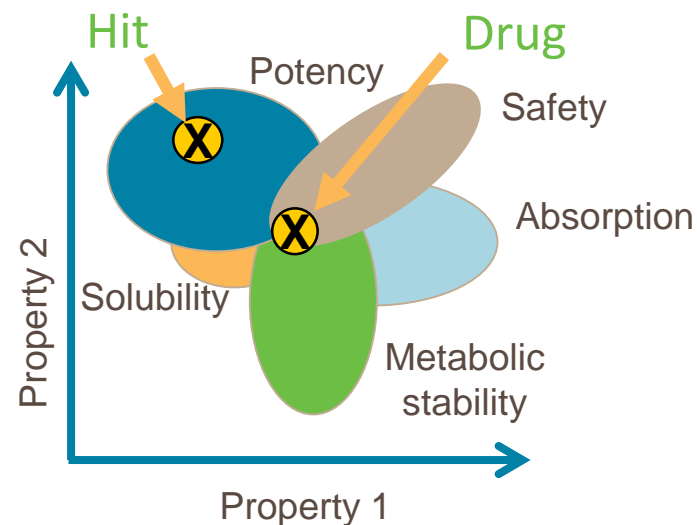 Hit
Drug
Potency
Safety
X
Absorption
X
Property 2
Solubility
Metabolic
stability
Property 1